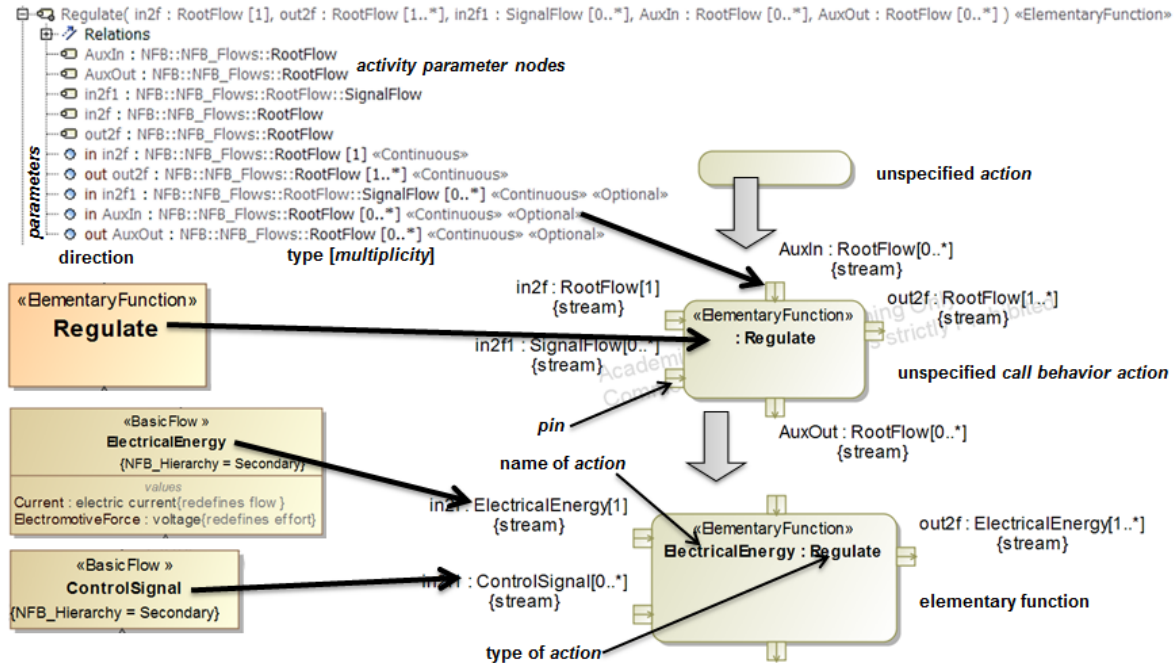 Regulate( in2f : RootFlow [1], out2f : RootFlow [1..*], in2f1 : SignalFlow [0..*], AuxIn : RootFlow [0..*], AuxOut : RootFlow [0..*] ) «ElementaryFunction»
Relations
AuxIn : NFB::NFB_Flows::RootFlow
AuxOut : NFB::NFB_Flows::RootFlow
activity parameter nodes
in2f1 : NFB::NFB_Flows::RootFlow::SignalFlow
in2f : NFB::NFB_Flows::RootFlow
out2f : NFB::NFB_Flows::RootFlow
in in2f : NFB::NFB_Flows::RootFlow [1] «Continuous»
out out2f : NFB::NFB_Flows::RootFlow [1..*] «Continuous»
in in2f1 : NFB::NFB_Flows::RootFlow::SignalFlow [0..*] «Continuous» «Optional»
in AuxIn : NFB::NFB_Flows::RootFlow [0..*] «Continuous» «Optional»
out AuxOut : NFB::NFB_Flows::RootFlow [0..*] «Continuous» «Optional»
parameters
direction
type [multiplicity]
unspecified action
AuxIn : RootFlow[0..*]
{stream}
in2f : RootFlow[1]
{stream}
out2f : RootFlow[1..*]
{stream}
«ElementaryFunction»
Regulate
«ElementaryFunction»
: Regulate
in2f1 : SignalFlow[0..*]
{stream}
unspecified call behavior action
pin
AuxOut : RootFlow[0..*]
{stream}
«BasicFlow »
ElectricalEnergy
{NFB_Hierarchy = Secondary}
values
Current : electric current{redefines flow }
ElectromotiveForce : voltage{redefines effort}
name of action
in2f : ElectricalEnergy[1]
{stream}
«ElementaryFunction»
ElectricalEnergy : Regulate
out2f : ElectricalEnergy[1..*]
{stream}
«BasicFlow »
ControlSignal
{NFB_Hierarchy = Secondary}
: ControlSignal[0..*]
{stream}
elementary function
type of action
strictly Prohibited